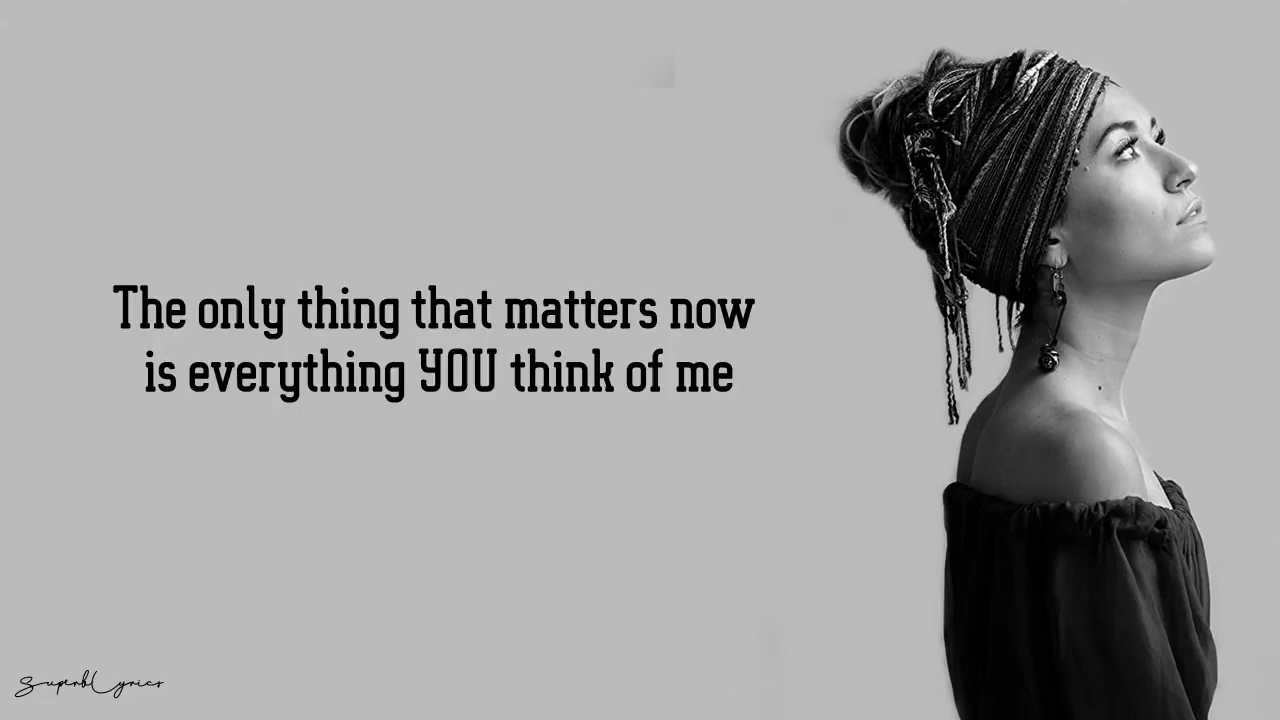 The only thing that matters now
is everything YOU think of me
SuperbLyrics